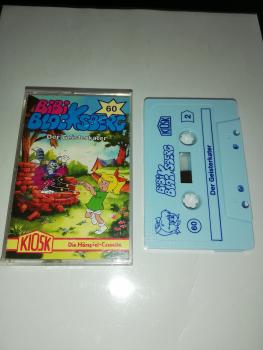 BiBi
BLOCKSBERG
60
Der Geisterkater
KIOSK
Die Hörspiel-Cassette
KIOSK
2
BIBI
BLOCKSBERG
Der Geisterkater
60